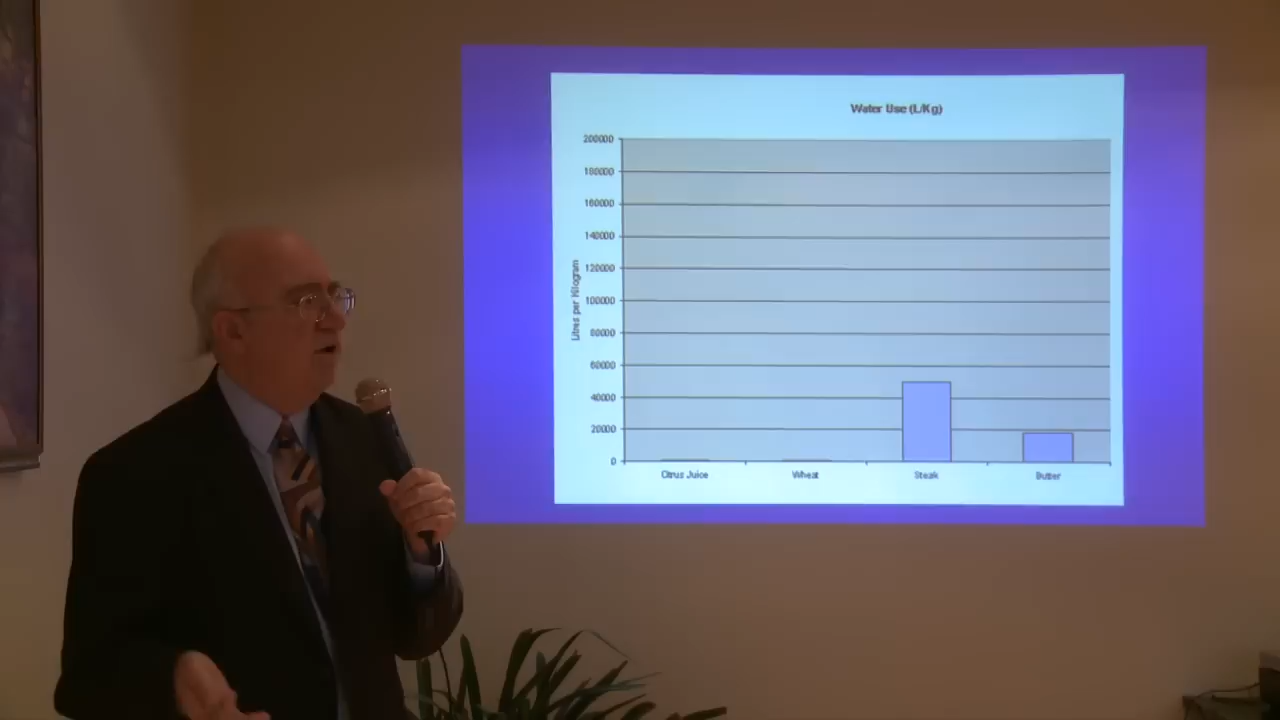 Water Use (L/Kg)
200000
180000
160000
140000
120000
100000
80000
60000
40000
20000
0
Litres per Kilogram
Citrus Juice
Wheat
Steak
Butter